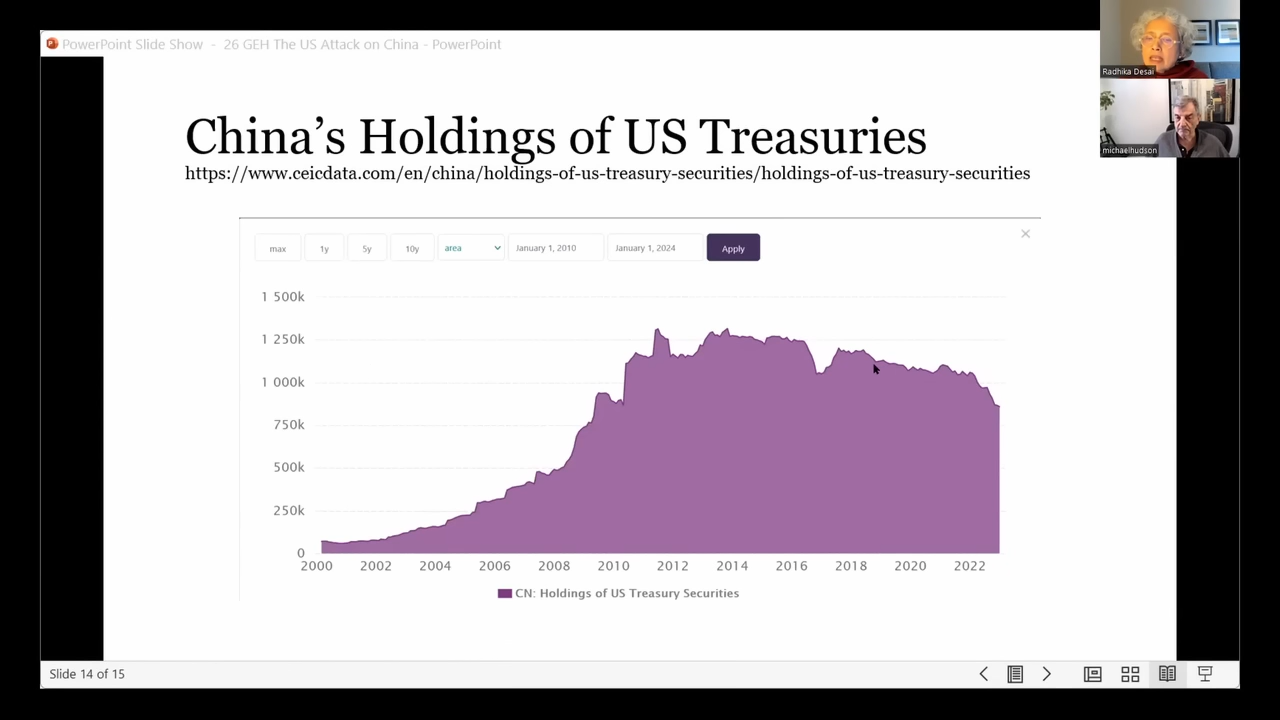 PowerPoint Slide Show - 26 GEH The US Attack on China - PowerPoint
Radhika Desai
michaelhudson
China’s Holdings of US Treasuries
https://www.ceicdata.com/en/china/holdings-of-us-treasury-securities/holdings-of-us-treasury-securities
max 1y 5y 10y area January 1, 2010 January 1, 2024 Apply
1 500k
1 250k
1 000k
750k
500k
250k
0
2000 2002 2004 2006 2008 2010 2012 2014 2016 2018 2020 2022
CN: Holdings of US Treasury Securities
Slide 14 of 15